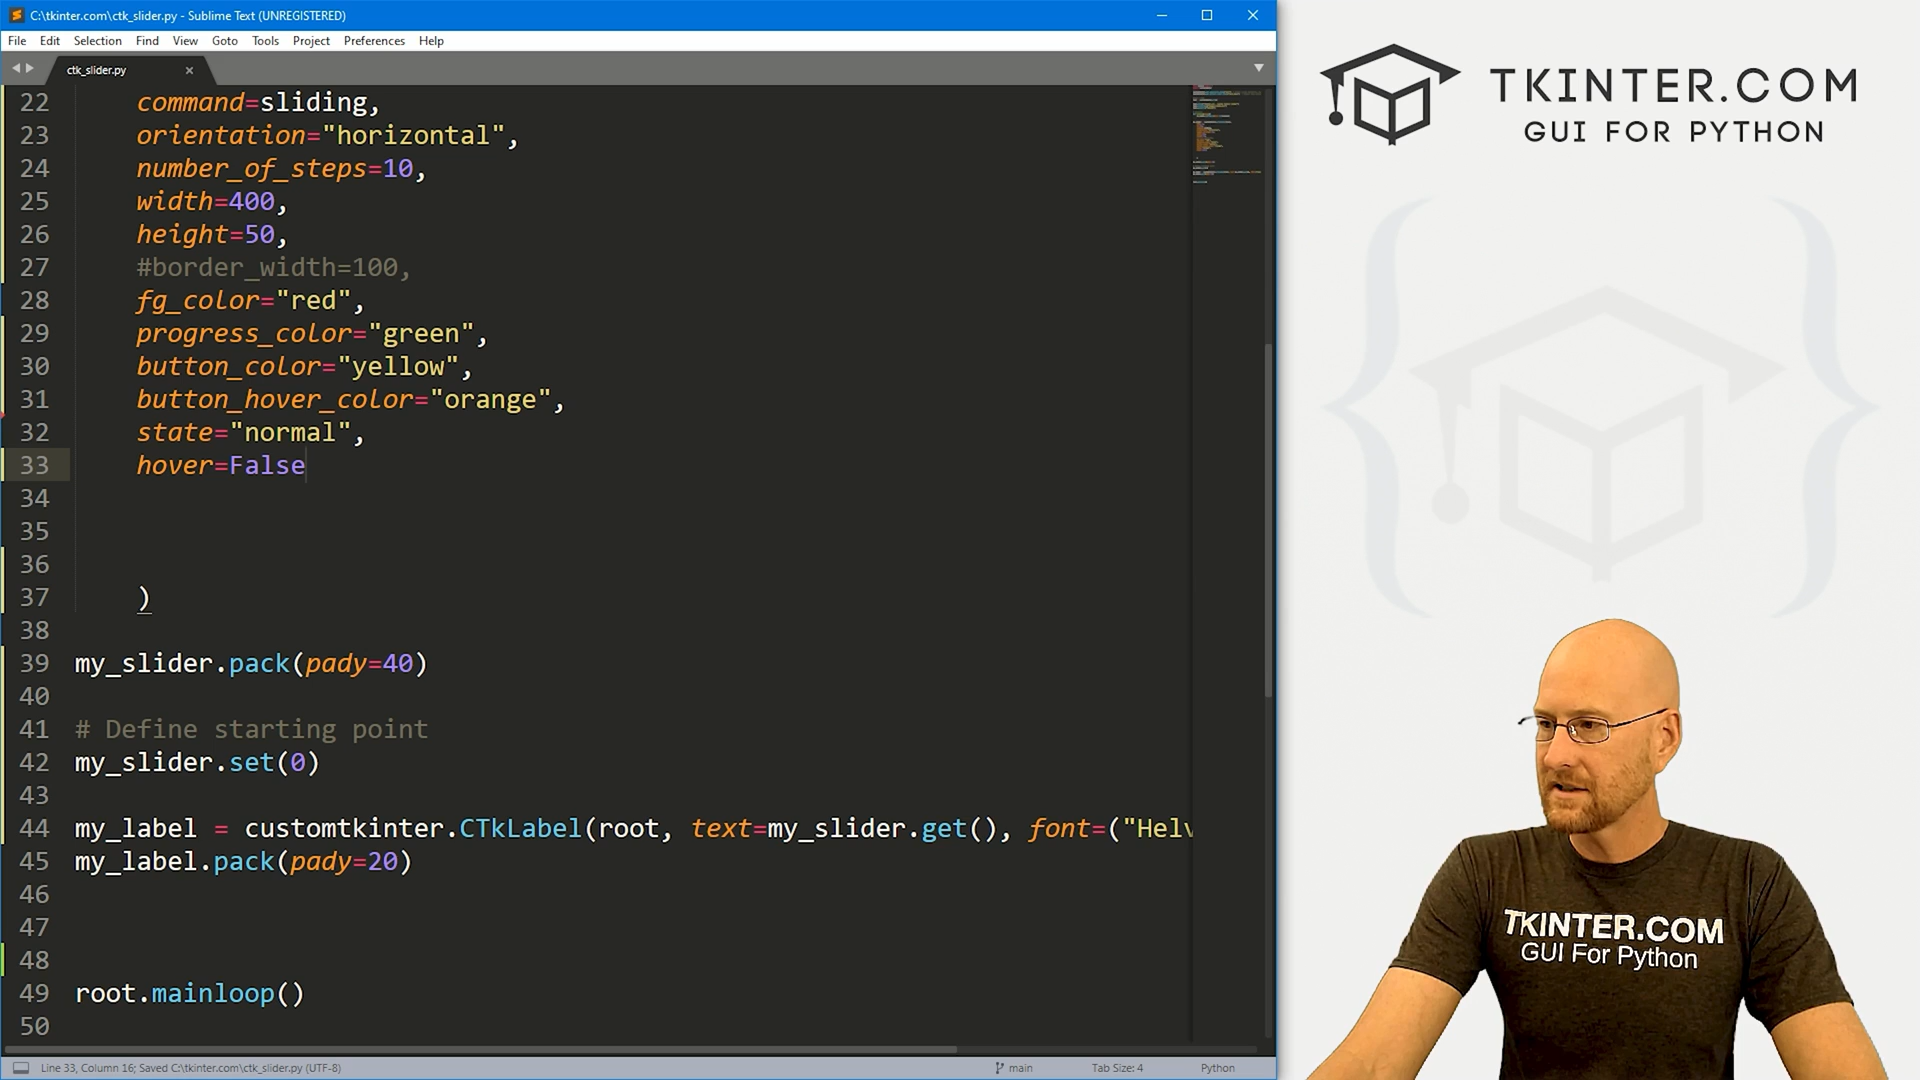 C:\tkinter.com\ctk_slider.py - Sublime Text (UNREGISTERED)
File Edit Selection Find View Goto Tools Project Preferences Help
ctk_slider.py
22 command=sliding,
23 orientation="horizontal",
24 number_of_steps=10,
25 width=400,
26 height=50,
27 #border_width=100,
28 fg_color="red",
29 progress_color="green",
30 button_color="yellow",
31 button_hover_color="orange",
32 state="normal",
33 hover=False
34
35
36
37 )
38
39 my_slider.pack(pady=40)
40
41 # Define starting point
42 my_slider.set(0)
43
44 my_label = customtkinter.CTkLabel(root, text=my_slider.get(), font=("Helv
45 my_label.pack(pady=20)
46
47
48
49 root.mainloop()
50
Line 33, Column 16; Saved C:\tkinter.com\ctk_slider.py (UTF-8)
main
Tab Size: 4
Python
TKINTER.COM
GUI FOR PYTHON
TKINTER.COM
GUI For Python